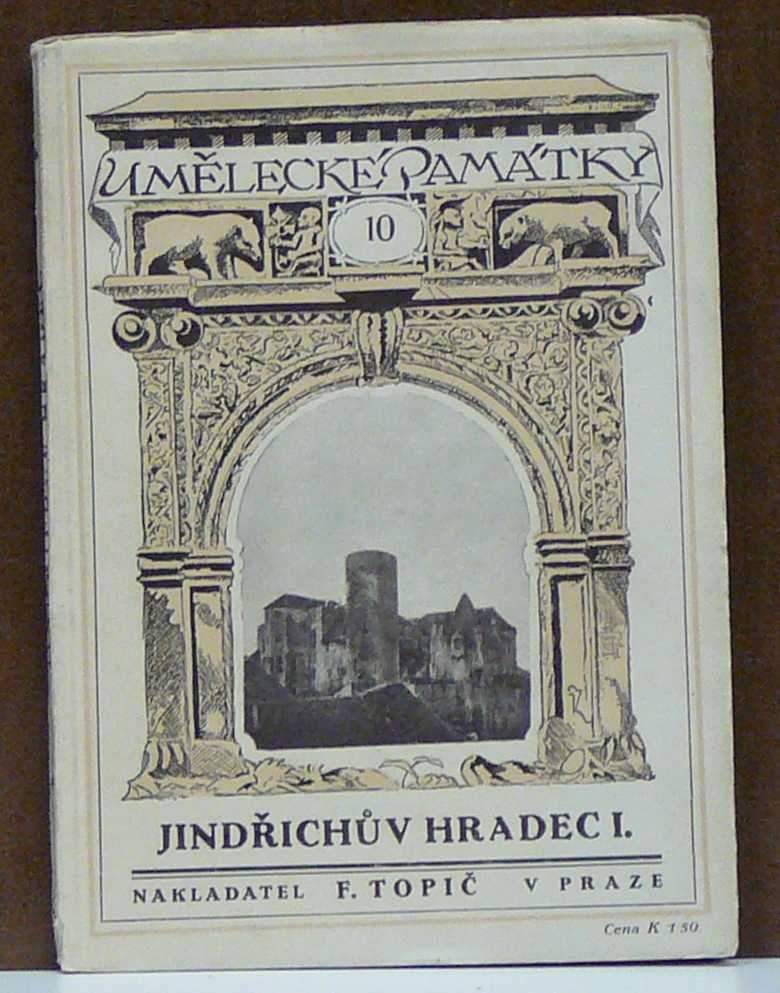 UMĚLECKÉ PAMÁTKY
10
JINDŘICHŮV HRADEC I.
NAKLADATEL F. TOPIČ V PRAZE
Cena K 1 50